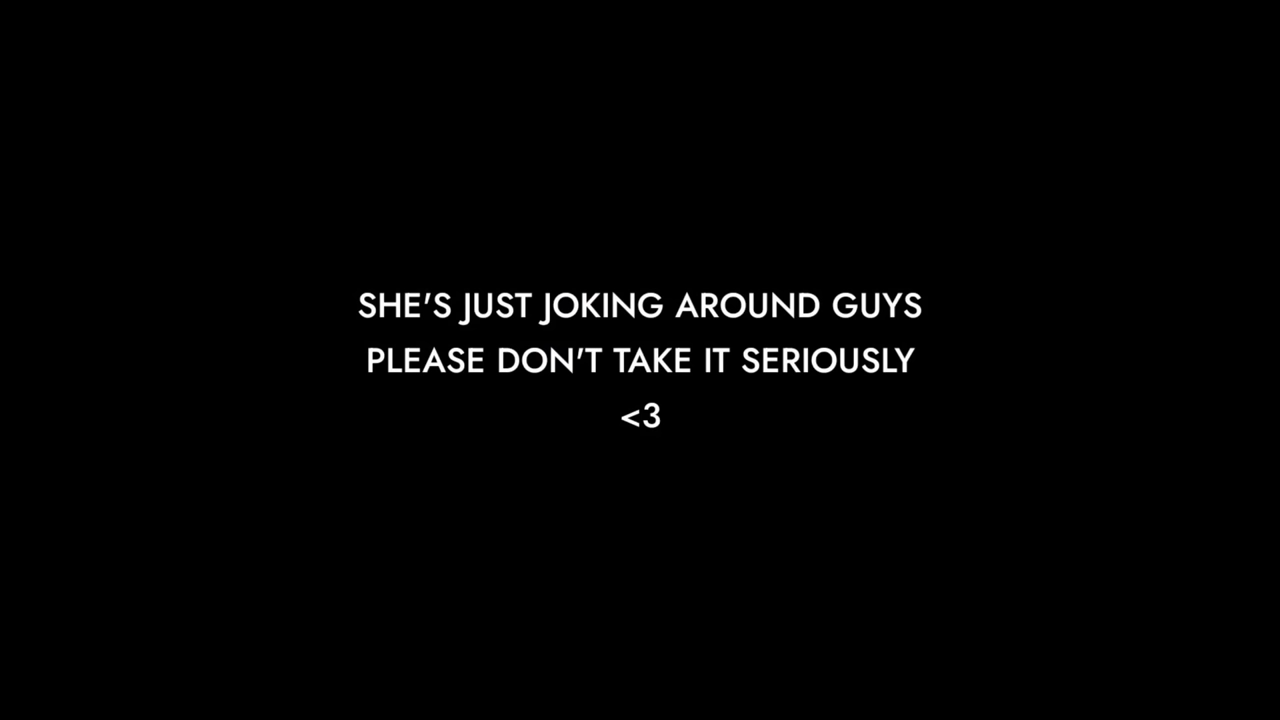 SHE'S JUST JOKING AROUND GUYS
PLEASE DON'T TAKE IT SERIOUSLY
<3